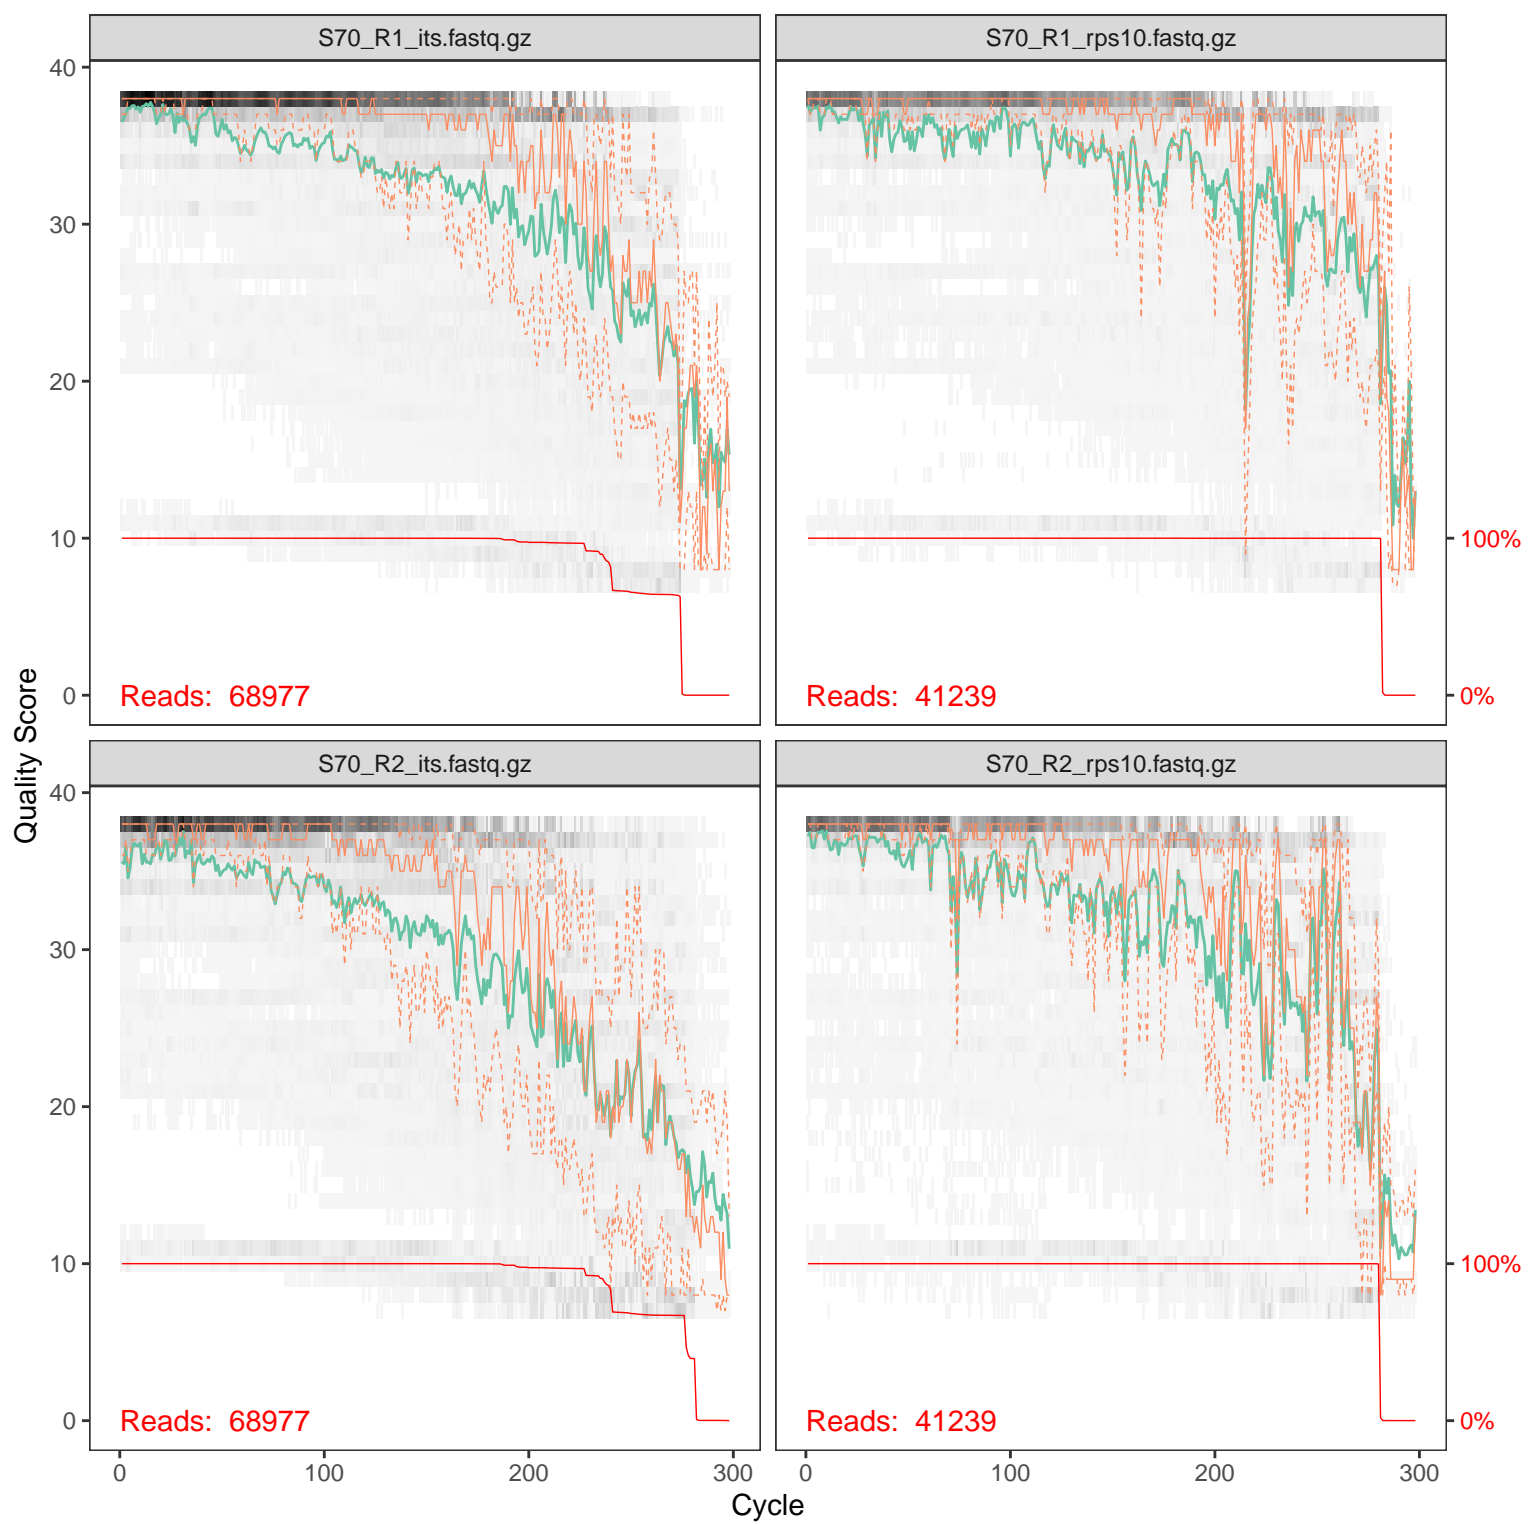 S70_R1_its.fastq.gz
S70_R1_rps10.fastq.gz
40
30
20
10
0
Reads: 68977
Reads: 41239
100%
0%
Quality Score
S70_R2_its.fastq.gz
S70_R2_rps10.fastq.gz
40
30
20
10
0
Reads: 68977
Reads: 41239
100%
0%
0 100 200 300
0 100 200 300
Cycle